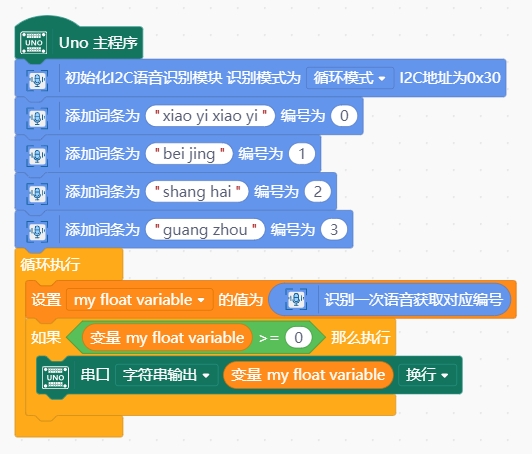 UNO Uno 主程序
初始化I2C语音识别模块 识别模式为 循环模式 I2C地址为0x30
添加词条为 "xiao yi xiao yi" 编号为 0
添加词条为 "bei jing" 编号为 1
添加词条为 "shang hai" 编号为 2
添加词条为 "guang zhou" 编号为 3
循环执行
设置 my float variable 的值为 识别一次语音获取对应编号
如果 变量 my float variable >= 0 那么执行
UNO 串口 字符串输出 变量 my float variable 换行